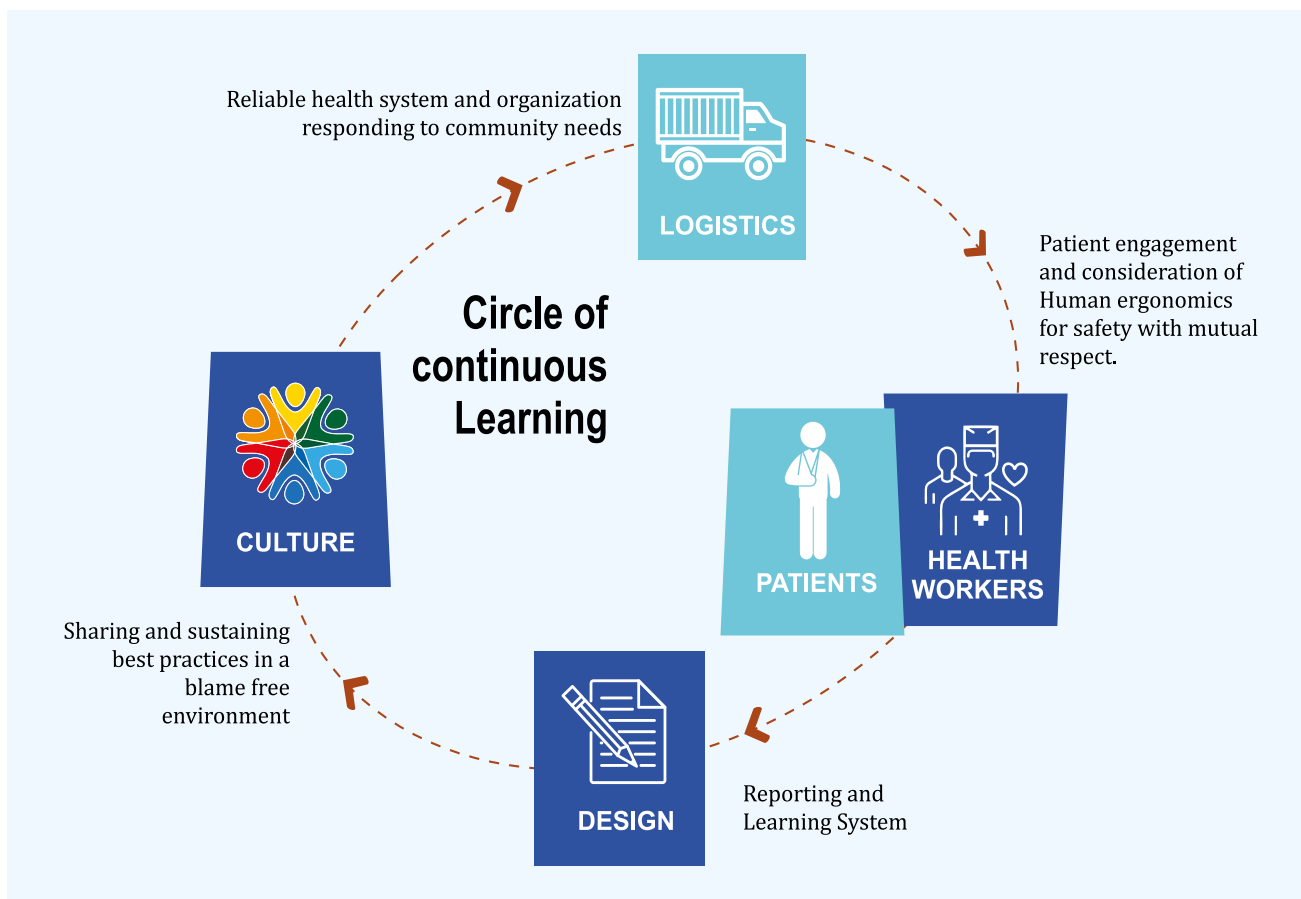 Reliable health system and organization
responding to community needs
LOGISTICS
Patient engagement
and consideration of
Human ergonomics
for safety with mutual
respect.
Circle of
continuous
Learning
CULTURE
PATIENTS
HEALTH
WORKERS
Sharing and sustaining
best practices in a
blame free
environment
DESIGN
Reporting and
Learning System